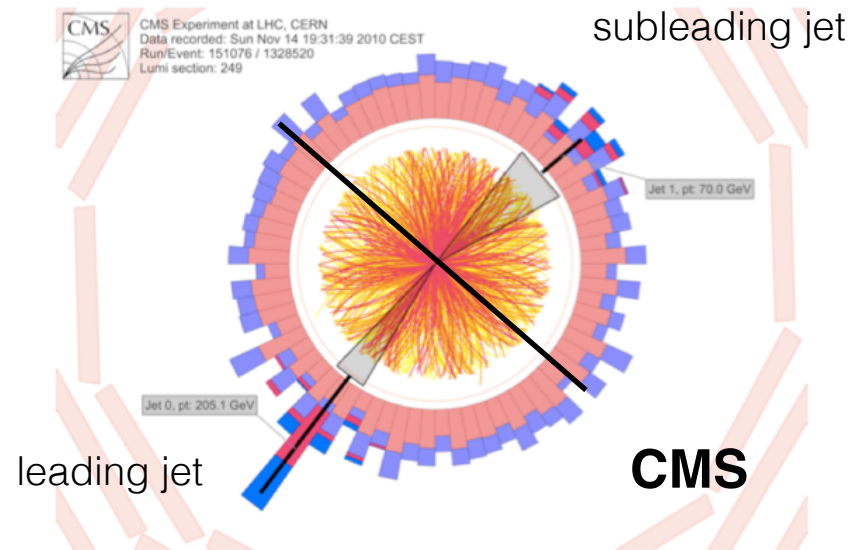 CMS
CMS Experiment at LHC, CERN
Data recorded: Sun Nov 14 19:31:39 2010 CEST
Run/Event: 151076 / 1328520
Lumi section: 249
subleading jet
Jet 1, pt: 70.0 GeV
Jet 0, pt: 205.1 GeV
leading jet
CMS